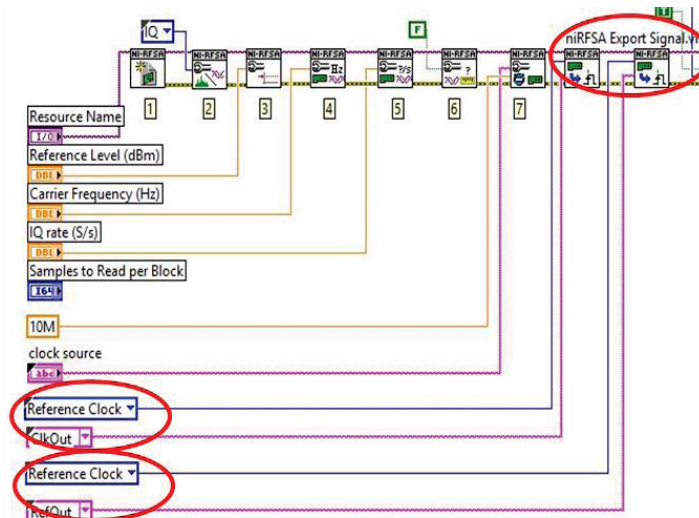 IQ
F
T
niRFSA Export Signal.vi
NI-RFSA NI-RFSA NI-RFSA NI-RFSA NI-RFSA NI-RFSA NI-RFSA NI-RFSA NI-RFSA
Hz
?/S
?
1 2 3 4 5 6 7
Resource Name
I/O
Reference Level (dBm)
DBL
Carrier Frequency (Hz)
DBL
IQ rate (S/s)
DBL
Samples to Read per Block
I64
10M
clock source
abc
Reference Clock
ClkOut
Reference Clock
RefOut